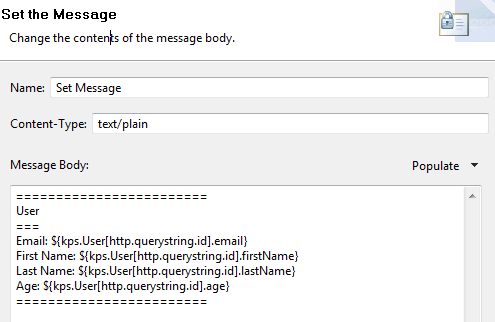 Set the Message
Change the contents of the message body.
Name: Set Message
Content-Type: text/plain
Message Body: Populate
========================
User
===
Email: ${kps.User[http.querystring.id].email}
First Name: ${kps.User[http.querystring.id].firstName}
Last Name: ${kps.User[http.querystring.id].lastName}
Age: ${kps.User[http.querystring.id].age}
========================